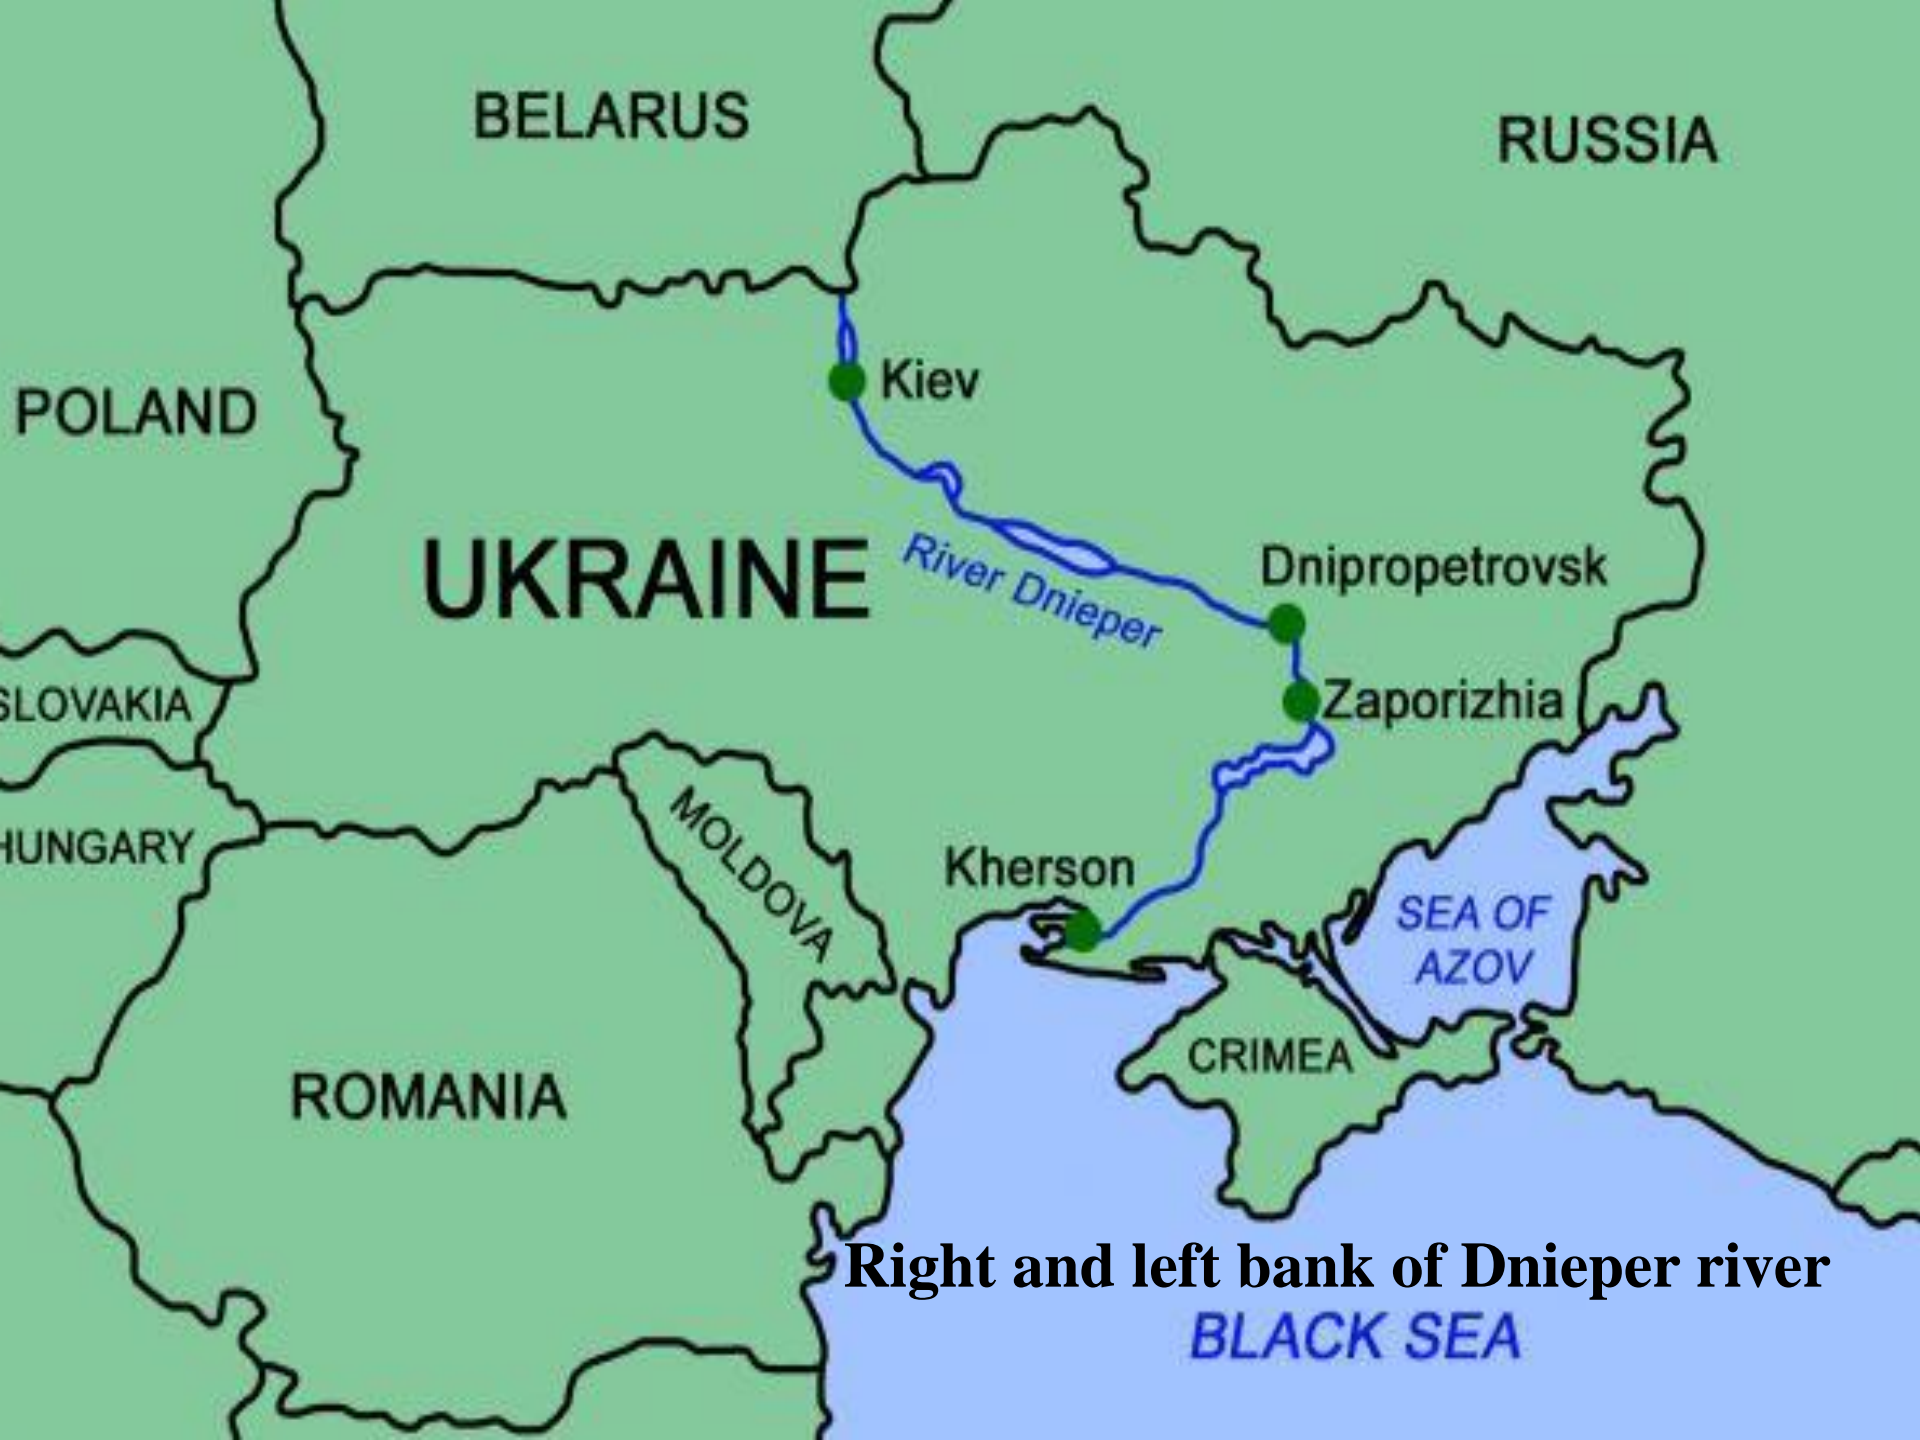 BELARUS
RUSSIA
Kiev
POLAND
UKRAINE
River Dnieper
Dnipropetrovsk
SLOVAKIA
Zaporizhia
MOLDOVA
HUNGARY
Kherson
SEA OF
AZOV
CRIMEA
ROMANIA
Right and left bank of Dnieper river
BLACK SEA